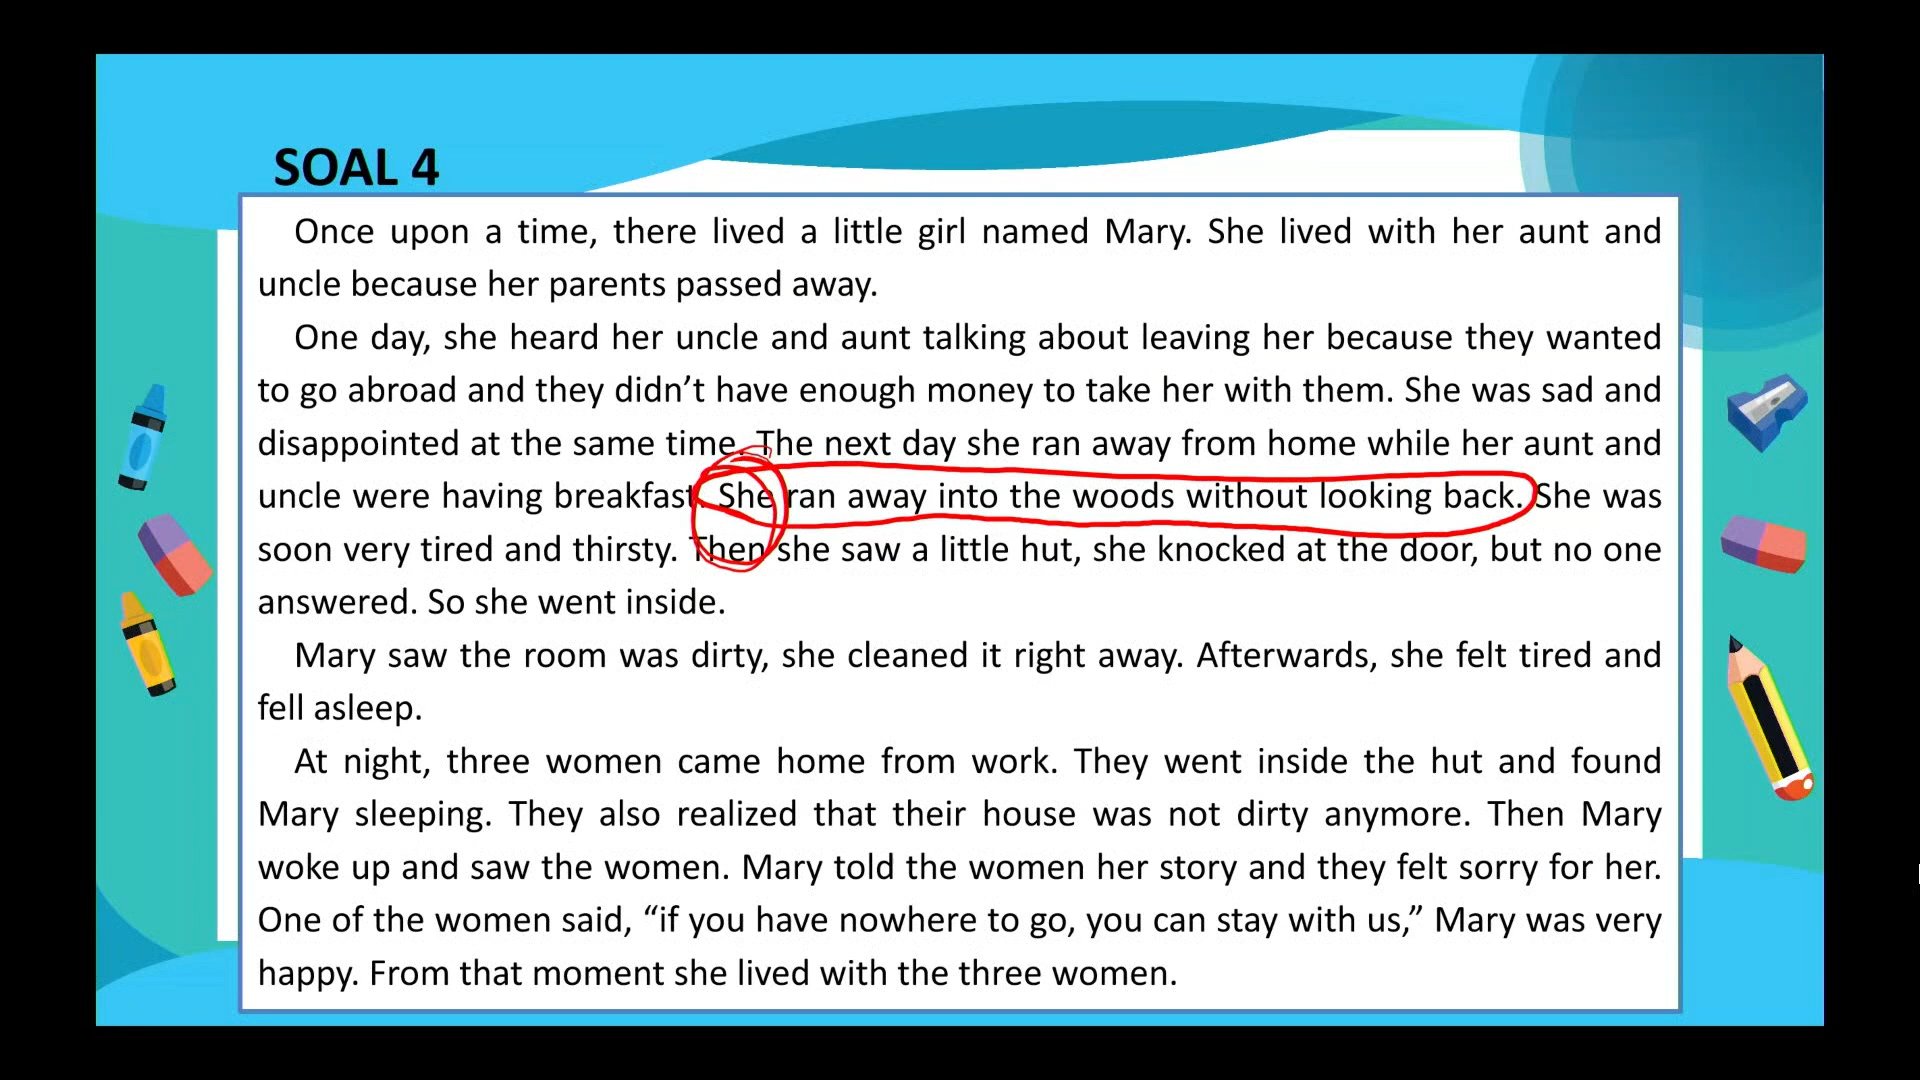 SOAL 4
Once upon a time, there lived a little girl named Mary. She lived with her aunt and
uncle because her parents passed away.
One day, she heard her uncle and aunt talking about leaving her because they wanted
to go abroad and they didn’t have enough money to take her with them. She was sad and
disappointed at the same time. The next day she ran away from home while her aunt and
uncle were having breakfast. She ran away into the woods without looking back. She was
soon very tired and thirsty. Then she saw a little hut, she knocked at the door, but no one
answered. So she went inside.
Mary saw the room was dirty, she cleaned it right away. Afterwards, she felt tired and
fell asleep.
At night, three women came home from work. They went inside the hut and found
Mary sleeping. They also realized that their house was not dirty anymore. Then Mary
woke up and saw the women. Mary told the women her story and they felt sorry for her.
One of the women said, “if you have nowhere to go, you can stay with us,” Mary was very
happy. From that moment she lived with the three women.